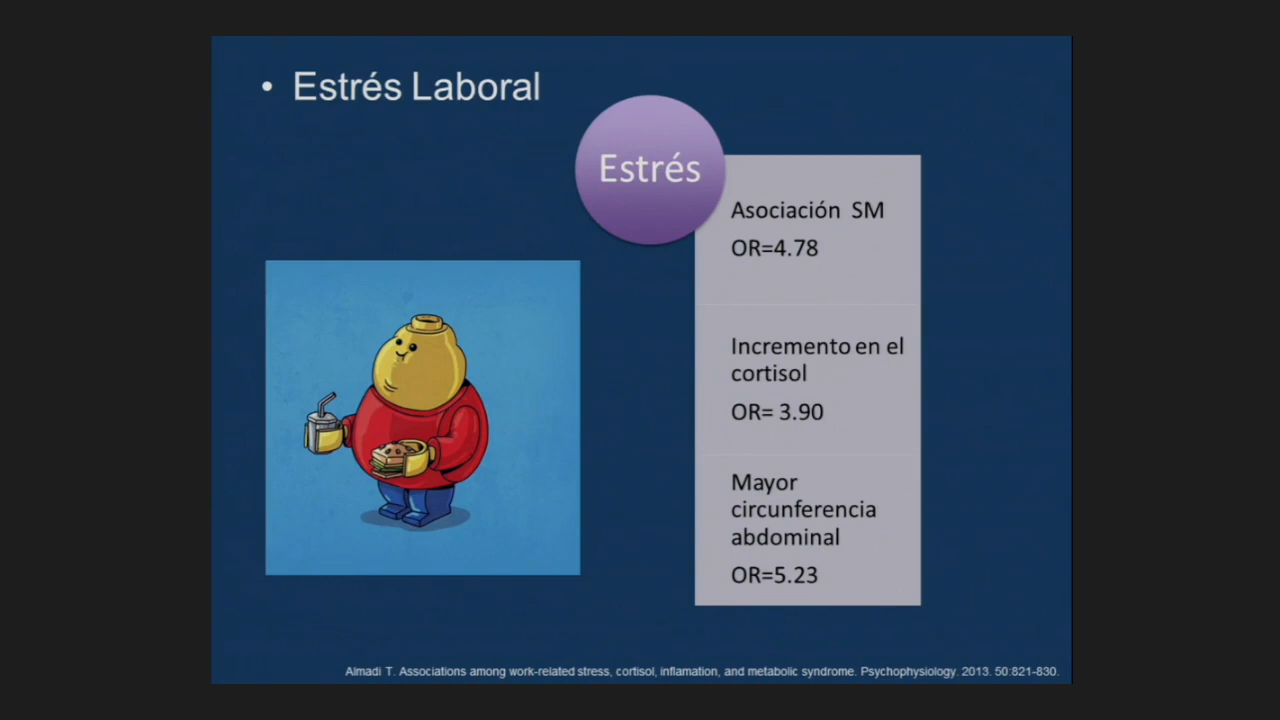 • Estrés Laboral
Estrés
Asociación SM
OR=4.78
Incremento en el
cortisol
OR= 3.90
Mayor
circunferencia
abdominal
OR=5.23
Almadi T. Associations among work-related stress, cortisol, inflamation, and metabolic syndrome. Psychophysiology. 2013. 50:821-830.